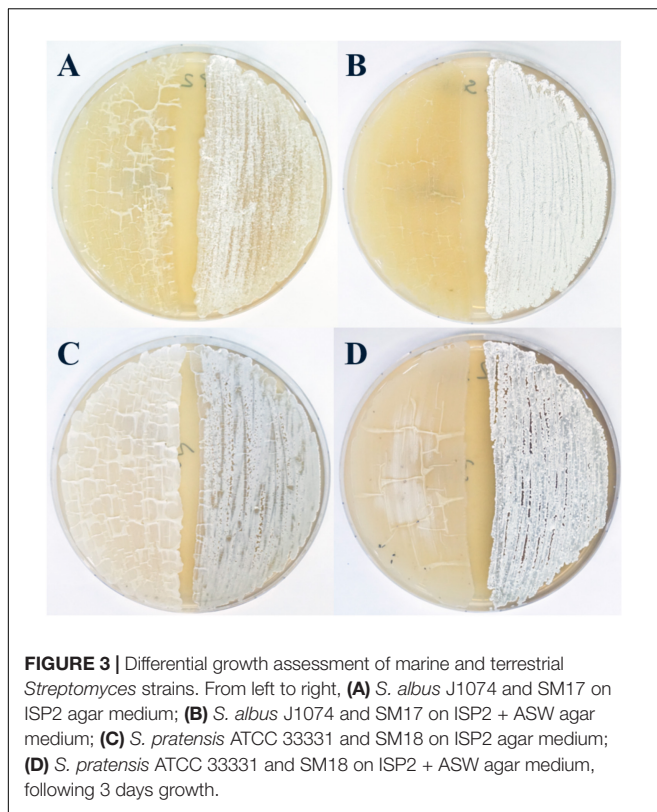 A
B
C
D
FIGURE 3 | Differential growth assessment of marine and terrestrial
Streptomyces strains. From left to right, (A) S. albus J1074 and SM17 on
ISP2 agar medium; (B) S. albus J1074 and SM17 on ISP2 + ASW agar
medium; (C) S. pratensis ATCC 33331 and SM18 on ISP2 agar medium;
(D) S. pratensis ATCC 33331 and SM18 on ISP2 + ASW agar medium,
following 3 days growth.